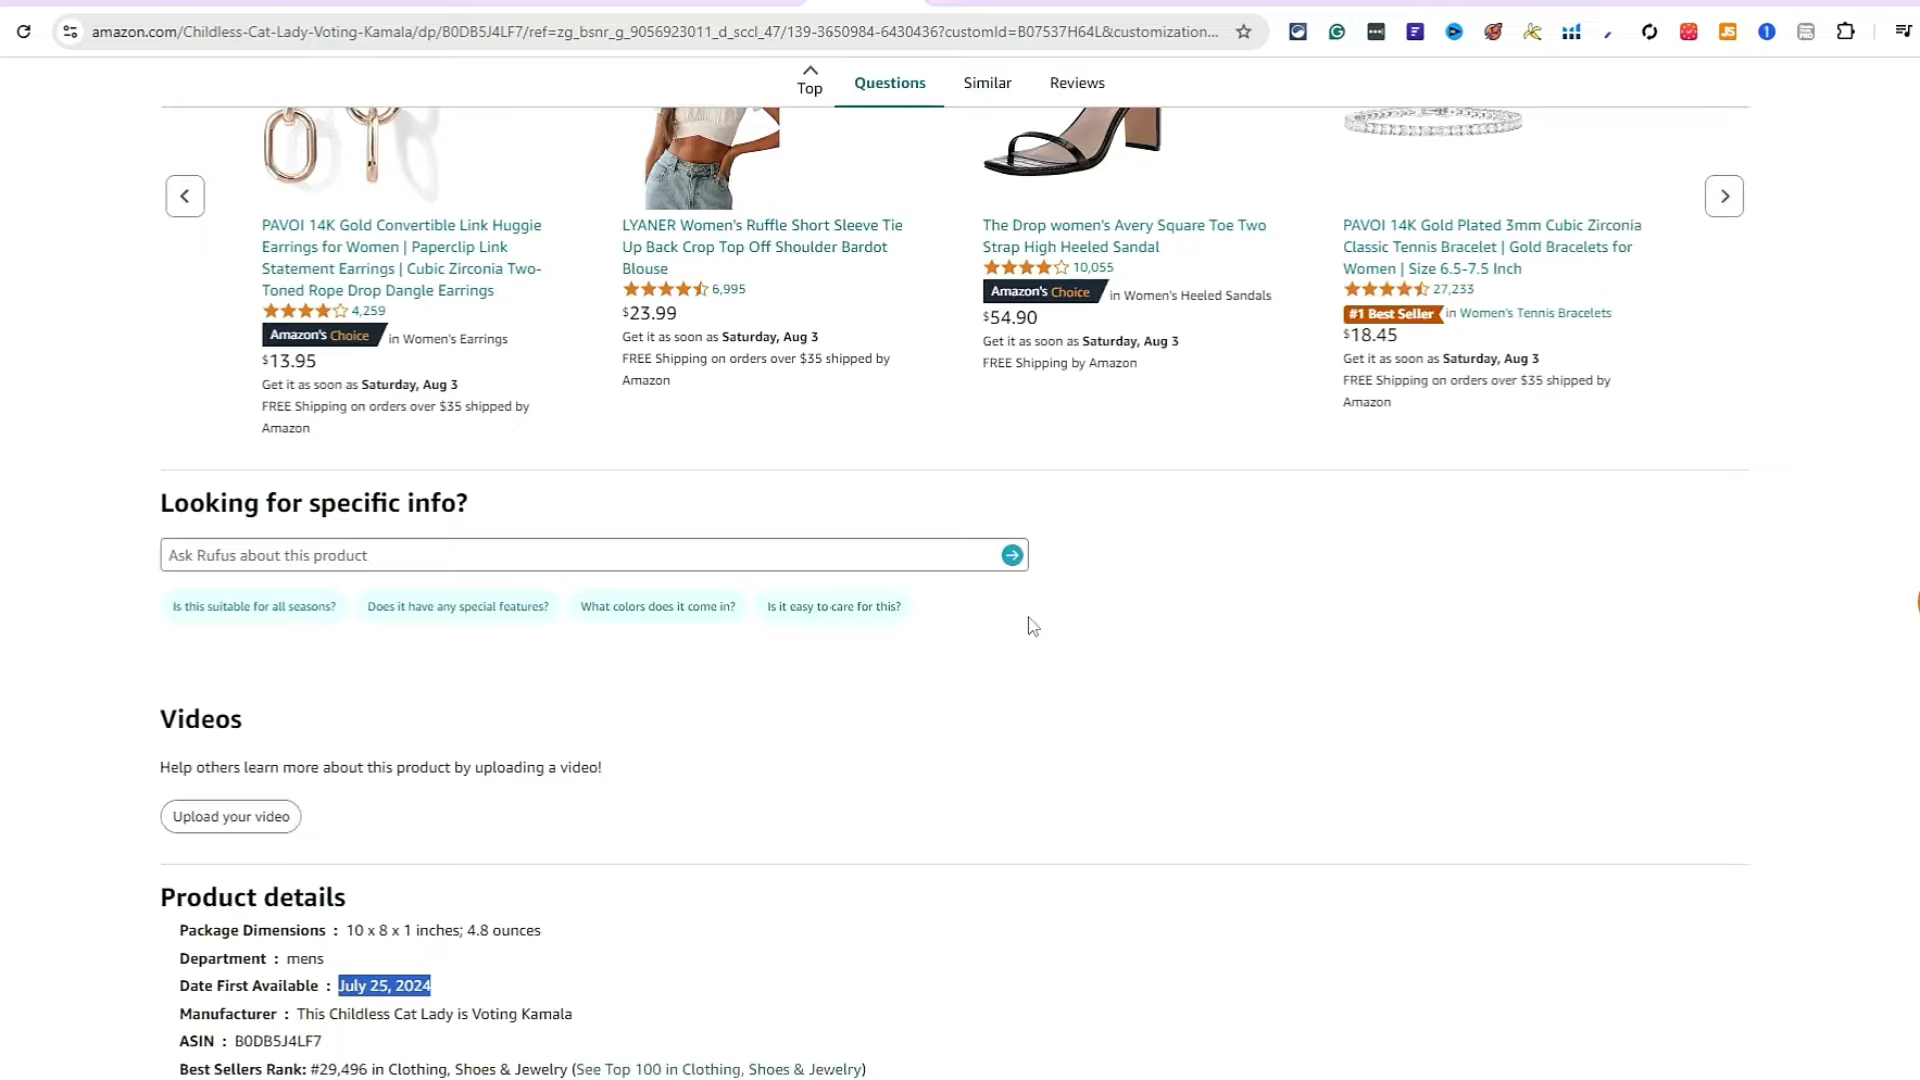 amazon.com/Childless-Cat-Lady-Voting-Kamala/dp/B0DB5J4LF7/ref=zg_bsnr_g_9056923011_d_sccl_47/139-3650984-6430436?customId=B07537H64L&customization...
Top
Questions
Similar
Reviews
PAVOI 14K Gold Convertible Link Huggie
Earrings for Women | Paperclip Link
Statement Earrings | Cubic Zirconia Two-
Toned Rope Drop Dangle Earrings
4,259
Amazon's Choice in Women's Earrings
$13.95
Get it as soon as Saturday, Aug 3
FREE Shipping on orders over $35 shipped by
Amazon
LYANER Women's Ruffle Short Sleeve Tie
Up Back Crop Top Off Shoulder Bardot
Blouse
6,995
$23.99
Get it as soon as Saturday, Aug 3
FREE Shipping on orders over $35 shipped by
Amazon
The Drop women's Avery Square Toe Two
Strap High Heeled Sandal
10,055
Amazon's Choice in Women's Heeled Sandals
$54.90
Get it as soon as Saturday, Aug 3
FREE Shipping by Amazon
PAVOI 14K Gold Plated 3mm Cubic Zirconia
Classic Tennis Bracelet | Gold Bracelets for
Women | Size 6.5-7.5 Inch
27,233
#1 Best Seller in Women's Tennis Bracelets
$18.45
Get it as soon as Saturday, Aug 3
FREE Shipping on orders over $35 shipped by
Amazon
Looking for specific info?
Ask Rufus about this product
Is this suitable for all seasons? Does it have any special features? What colors does it come in? Is it easy to care for this?
Videos
Help others learn more about this product by uploading a video!
Upload your video
Product details
Package Dimensions : 10 x 8 x 1 inches; 4.8 ounces
Department : mens
Date First Available : July 25, 2024
Manufacturer : This Childless Cat Lady is Voting Kamala
ASIN : B0DB5J4LF7
Best Sellers Rank: #29,496 in Clothing, Shoes & Jewelry (See Top 100 in Clothing, Shoes & Jewelry)